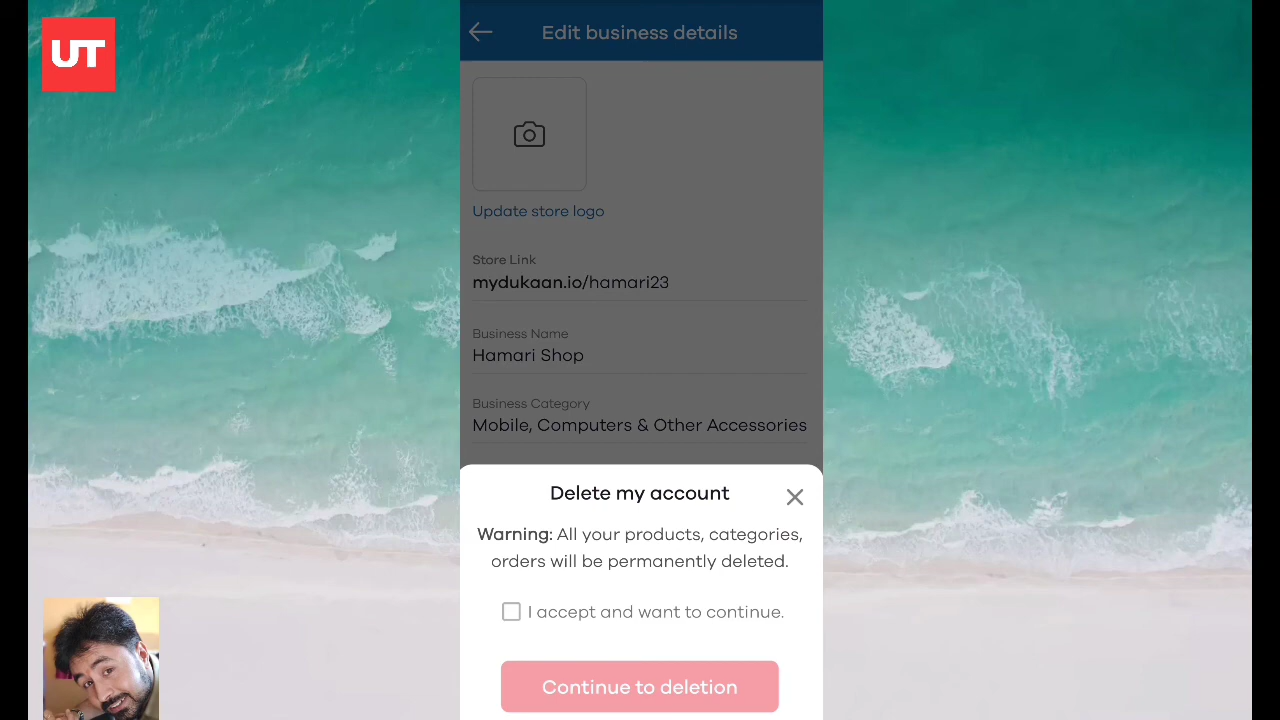 UT
Edit business details
Update store logo
Store Link
mydukaan.io/hamari23
Business Name
Hamari Shop
Business Category
Mobile, Computers & Other Accessories
Delete my account
Warning: All your products, categories,
orders will be permanently deleted.
I accept and want to continue.
Continue to deletion